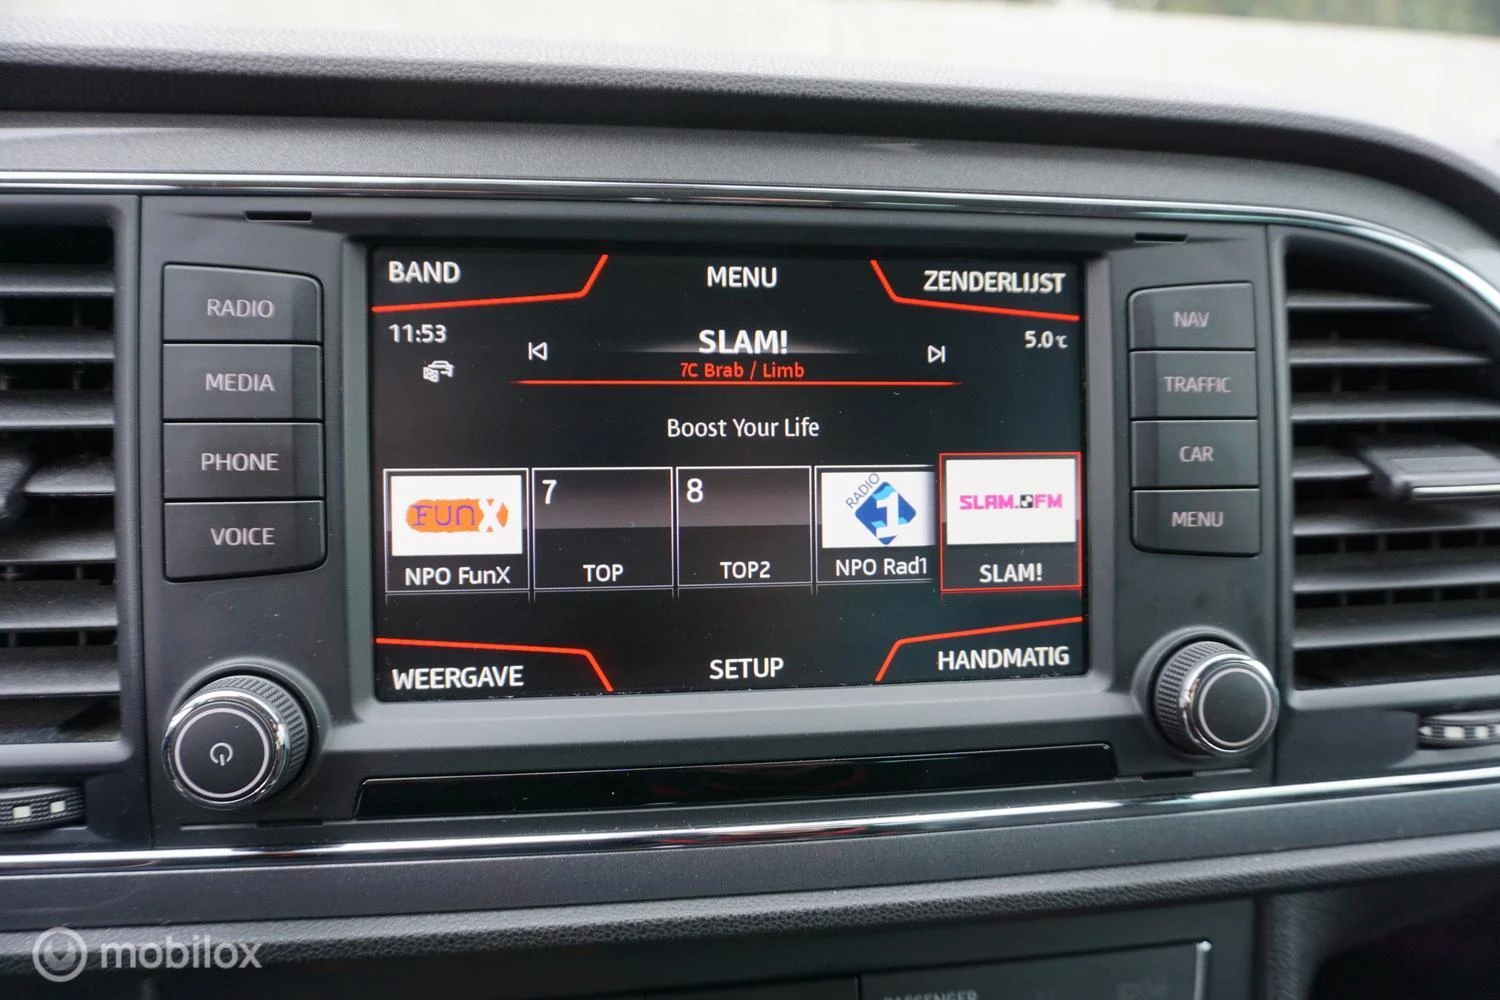 BAND
MENU
ZENDERLIJST
RADIO
MEDIA
PHONE
VOICE
11:53
SLAM!
5.0°C
7C Brab / Limb
Boost Your Life
FUNX
NPO FunX
7
TOP
8
TOP2
RADIO
1
NPO Rad1
SLAM.FM
SLAM!
WEERGAVE
SETUP
HANDMATIG
NAV
TRAFFIC
CAR
MENU
mobilox
PASSENGER